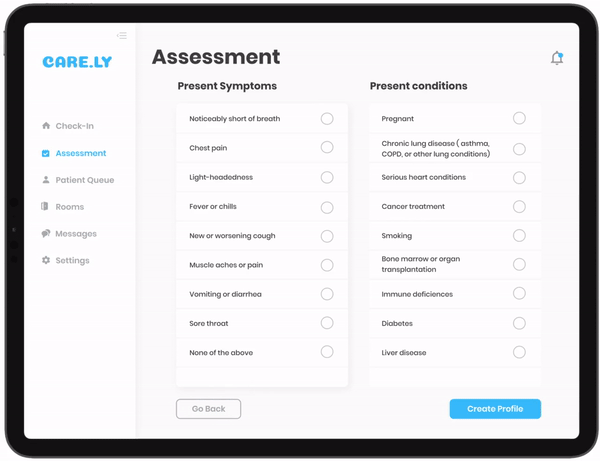 CARE.LY
Check-In
Assessment
Patient Queue
Rooms
Messages
Settings
Assessment
Present Symptoms
Noticeably short of breath
Chest pain
Light-headedness
Fever or chills
New or worsening cough
Muscle aches or pain
Vomiting or diarrhea
Sore throat
None of the above
Present conditions
Pregnant
Chronic lung disease ( asthma,
COPD, or other lung conditions)
Serious heart conditions
Cancer treatment
Smoking
Bone marrow or organ
transplantation
Immune deficiences
Diabetes
Liver disease
Go Back
Create Profile